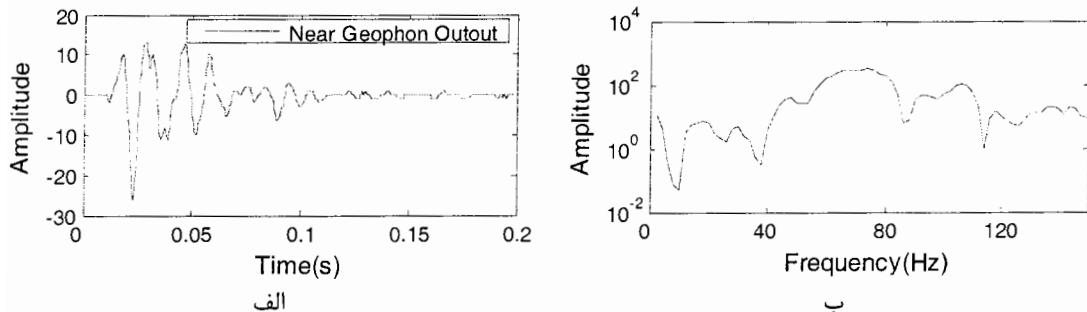 Near Geophon Outout
Amplitude
20
10
0
-10
-20
-30
0
0.05
0.1
0.15
0.2
Time(s)
الف
Amplitude
10^4
10^2
10^0
10^-2
0
40
80
120
Frequency(Hz)
ب